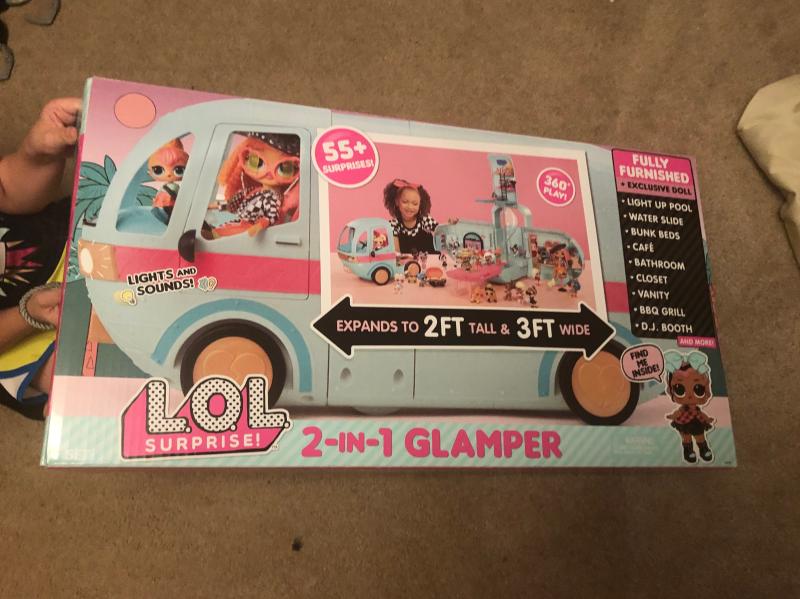 55+
SURPRISES!
360°
PLAY!
FULLY
FURNISHED
+ EXCLUSIVE DOLL
• LIGHT UP POOL
• WATER SLIDE
• BUNK BEDS
• CAFÉ
• BATHROOM
• CLOSET
• VANITY
• BBQ GRILL
• D.J. BOOTH
AND MORE!
LIGHTS AND
SOUNDS!
EXPANDS TO 2FT TALL & 3FT WIDE
FIND
ME
INSIDE!
L.O.L.
SURPRISE!
TM
2-IN-1 GLAMPER
WARNING